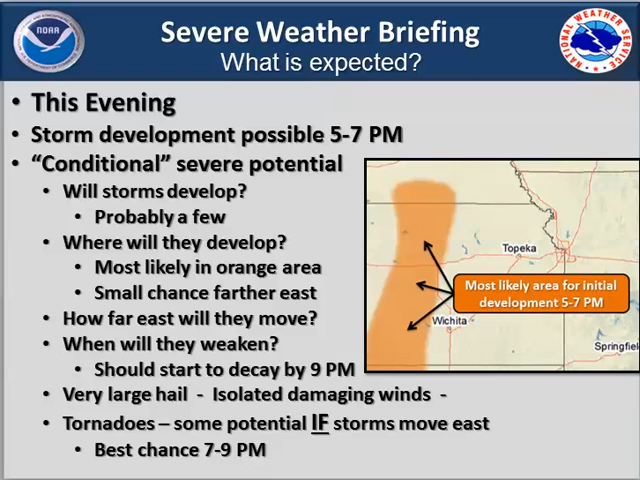 NOAA
Severe Weather Briefing
What is expected?
NATIONAL WEATHER SERVICE
• This Evening
• Storm development possible 5-7 PM
• “Conditional” severe potential
• Will storms develop?
• Probably a few
• Where will they develop?
• Most likely in orange area
• Small chance farther east
• How far east will they move?
• When will they weaken?
• Should start to decay by 9 PM
• Very large hail - Isolated damaging winds -
• Tornadoes – some potential IF storms move east
• Best chance 7-9 PM
Topeka
Most likely area for initial
development 5-7 PM
Wichita
Springfiel